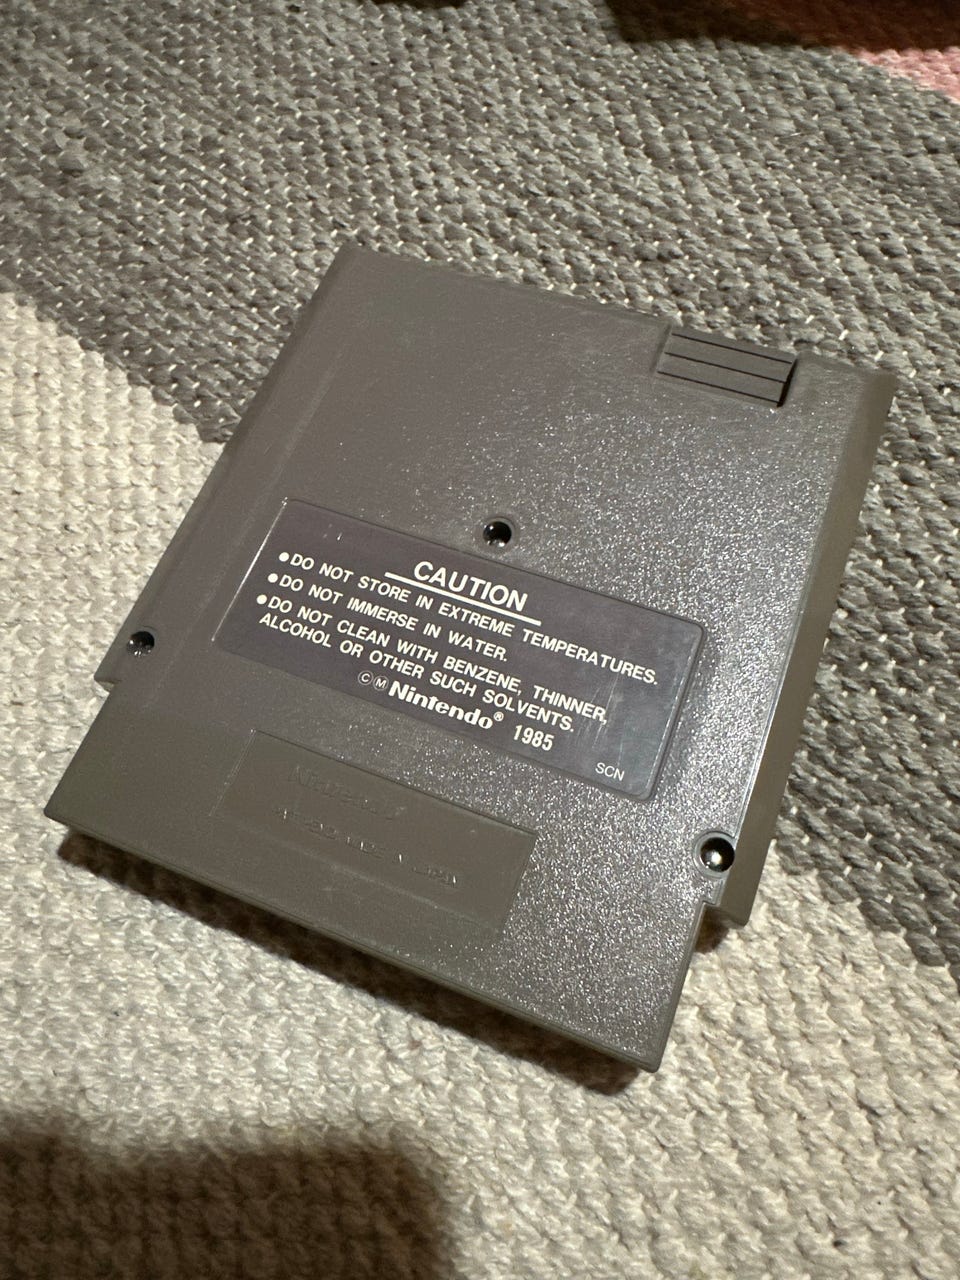 CAUTION
●DO NOT STORE IN EXTREME TEMPERATURES.
●DO NOT IMMERSE IN WATER.
●DO NOT CLEAN WITH BENZENE, THINNER,
ALCOHOL OR OTHER SUCH SOLVENTS.
ⒸⓂNintendo® 1985
SCN
Nintendo